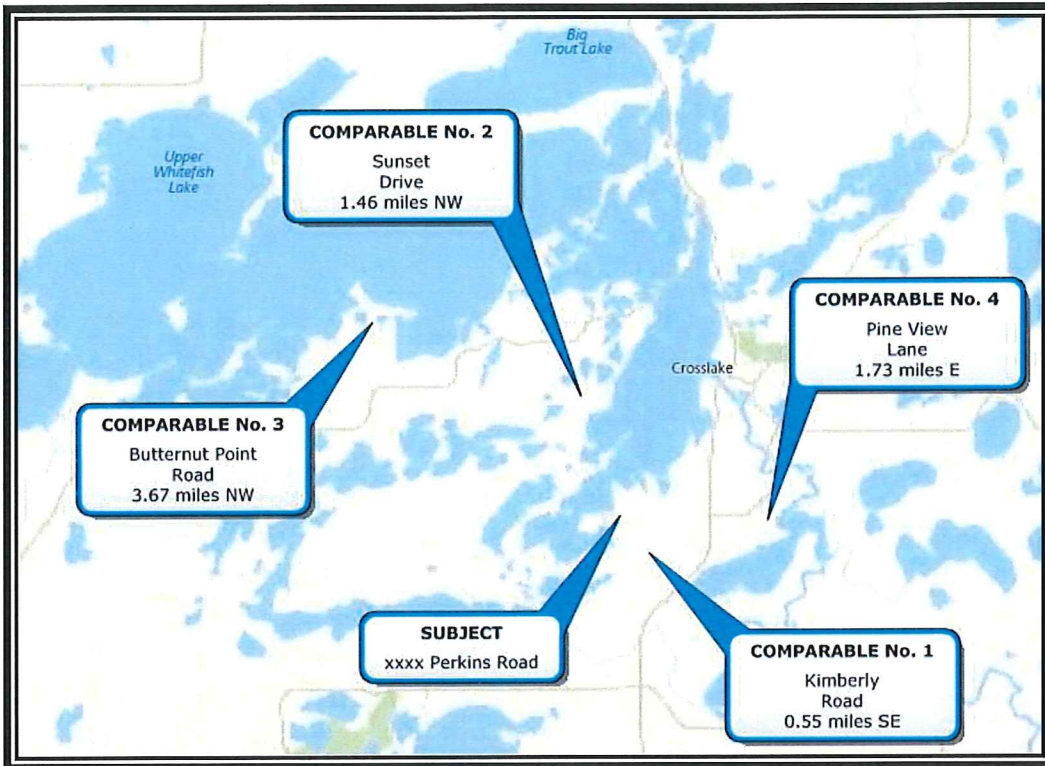 Big
Trout Lake
COMPARABLE No. 2
Sunset
Drive
1.46 miles NW
Upper
Whitefish
Lake
COMPARABLE No. 4
Pine View
Lane
1.73 miles E
Crosslake
COMPARABLE No. 3
Butternut Point
Road
3.67 miles NW
SUBJECT
xxxx Perkins Road
COMPARABLE No. 1
Kimberly
Road
0.55 miles SE